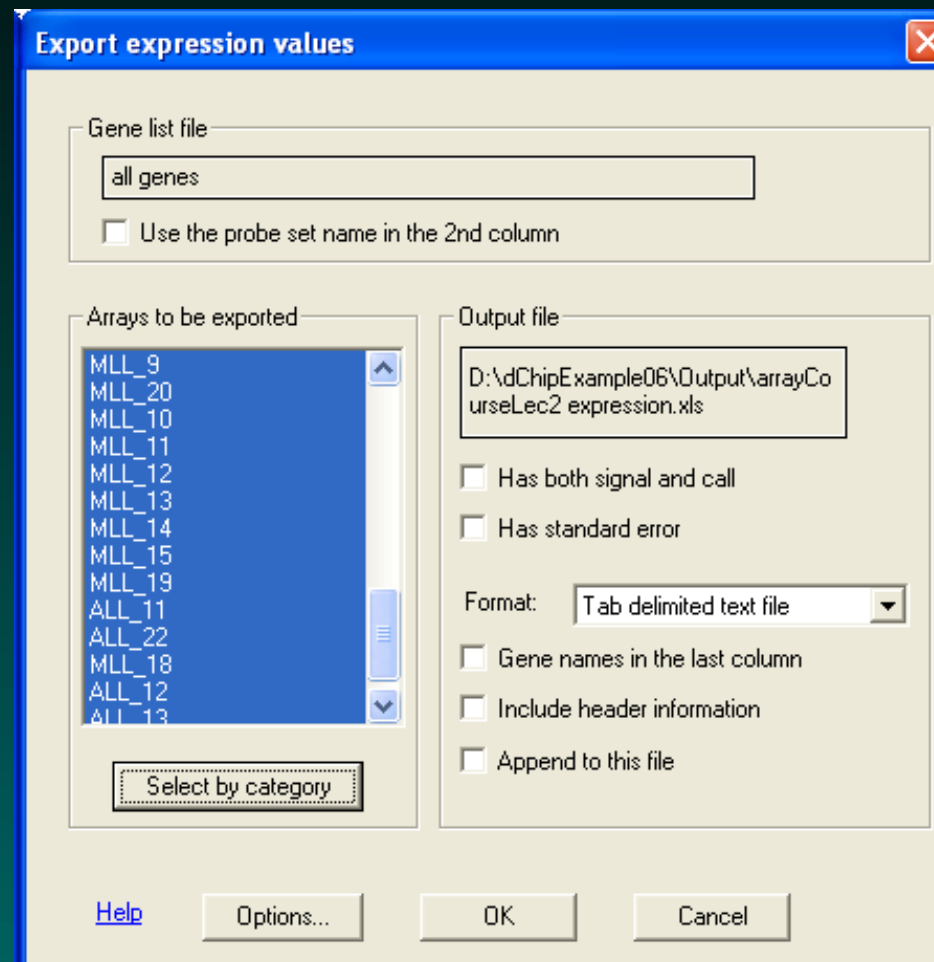 Export expression values
Gene list file
all genes
Use the probe set name in the 2nd column
Arrays to be exported
MLL_9
MLL_20
MLL_10
MLL_11
MLL_12
MLL_13
MLL_14
MLL_15
MLL_19
ALL_11
ALL_22
MLL_18
ALL_12
ALL_13
Select by category
Output file
D:\dChipExample06\Output\arrayCo
urseLec2 expression.xls
Has both signal and call
Has standard error
Format: Tab delimited text file
Gene names in the last column
Include header information
Append to this file
Help Options... OK Cancel